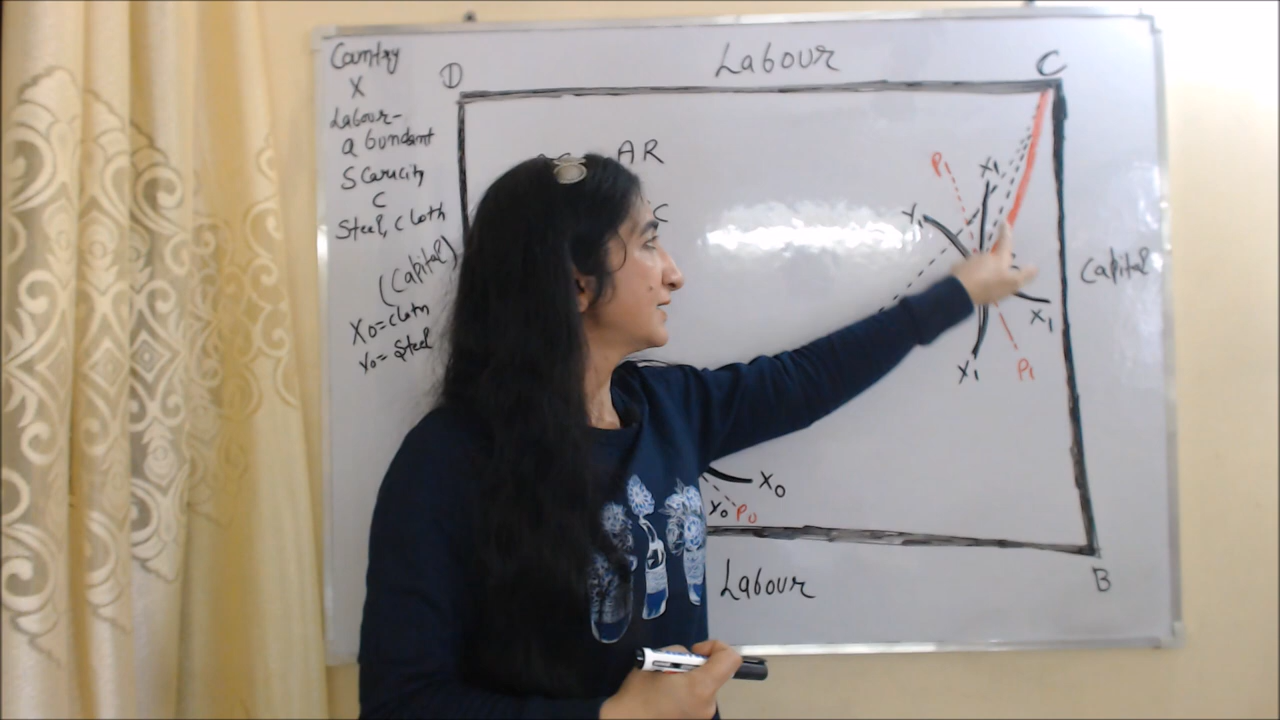 Country
X
Labour-
abundant
Scarcity
C
Steel, Cloth
(Capital)
X0=cloth
Y0= Steel
D
Labour
C
AR
C
P1
X1
Y1
Capital
X1
X1
P1
X0
Y0
P0
Labour
B